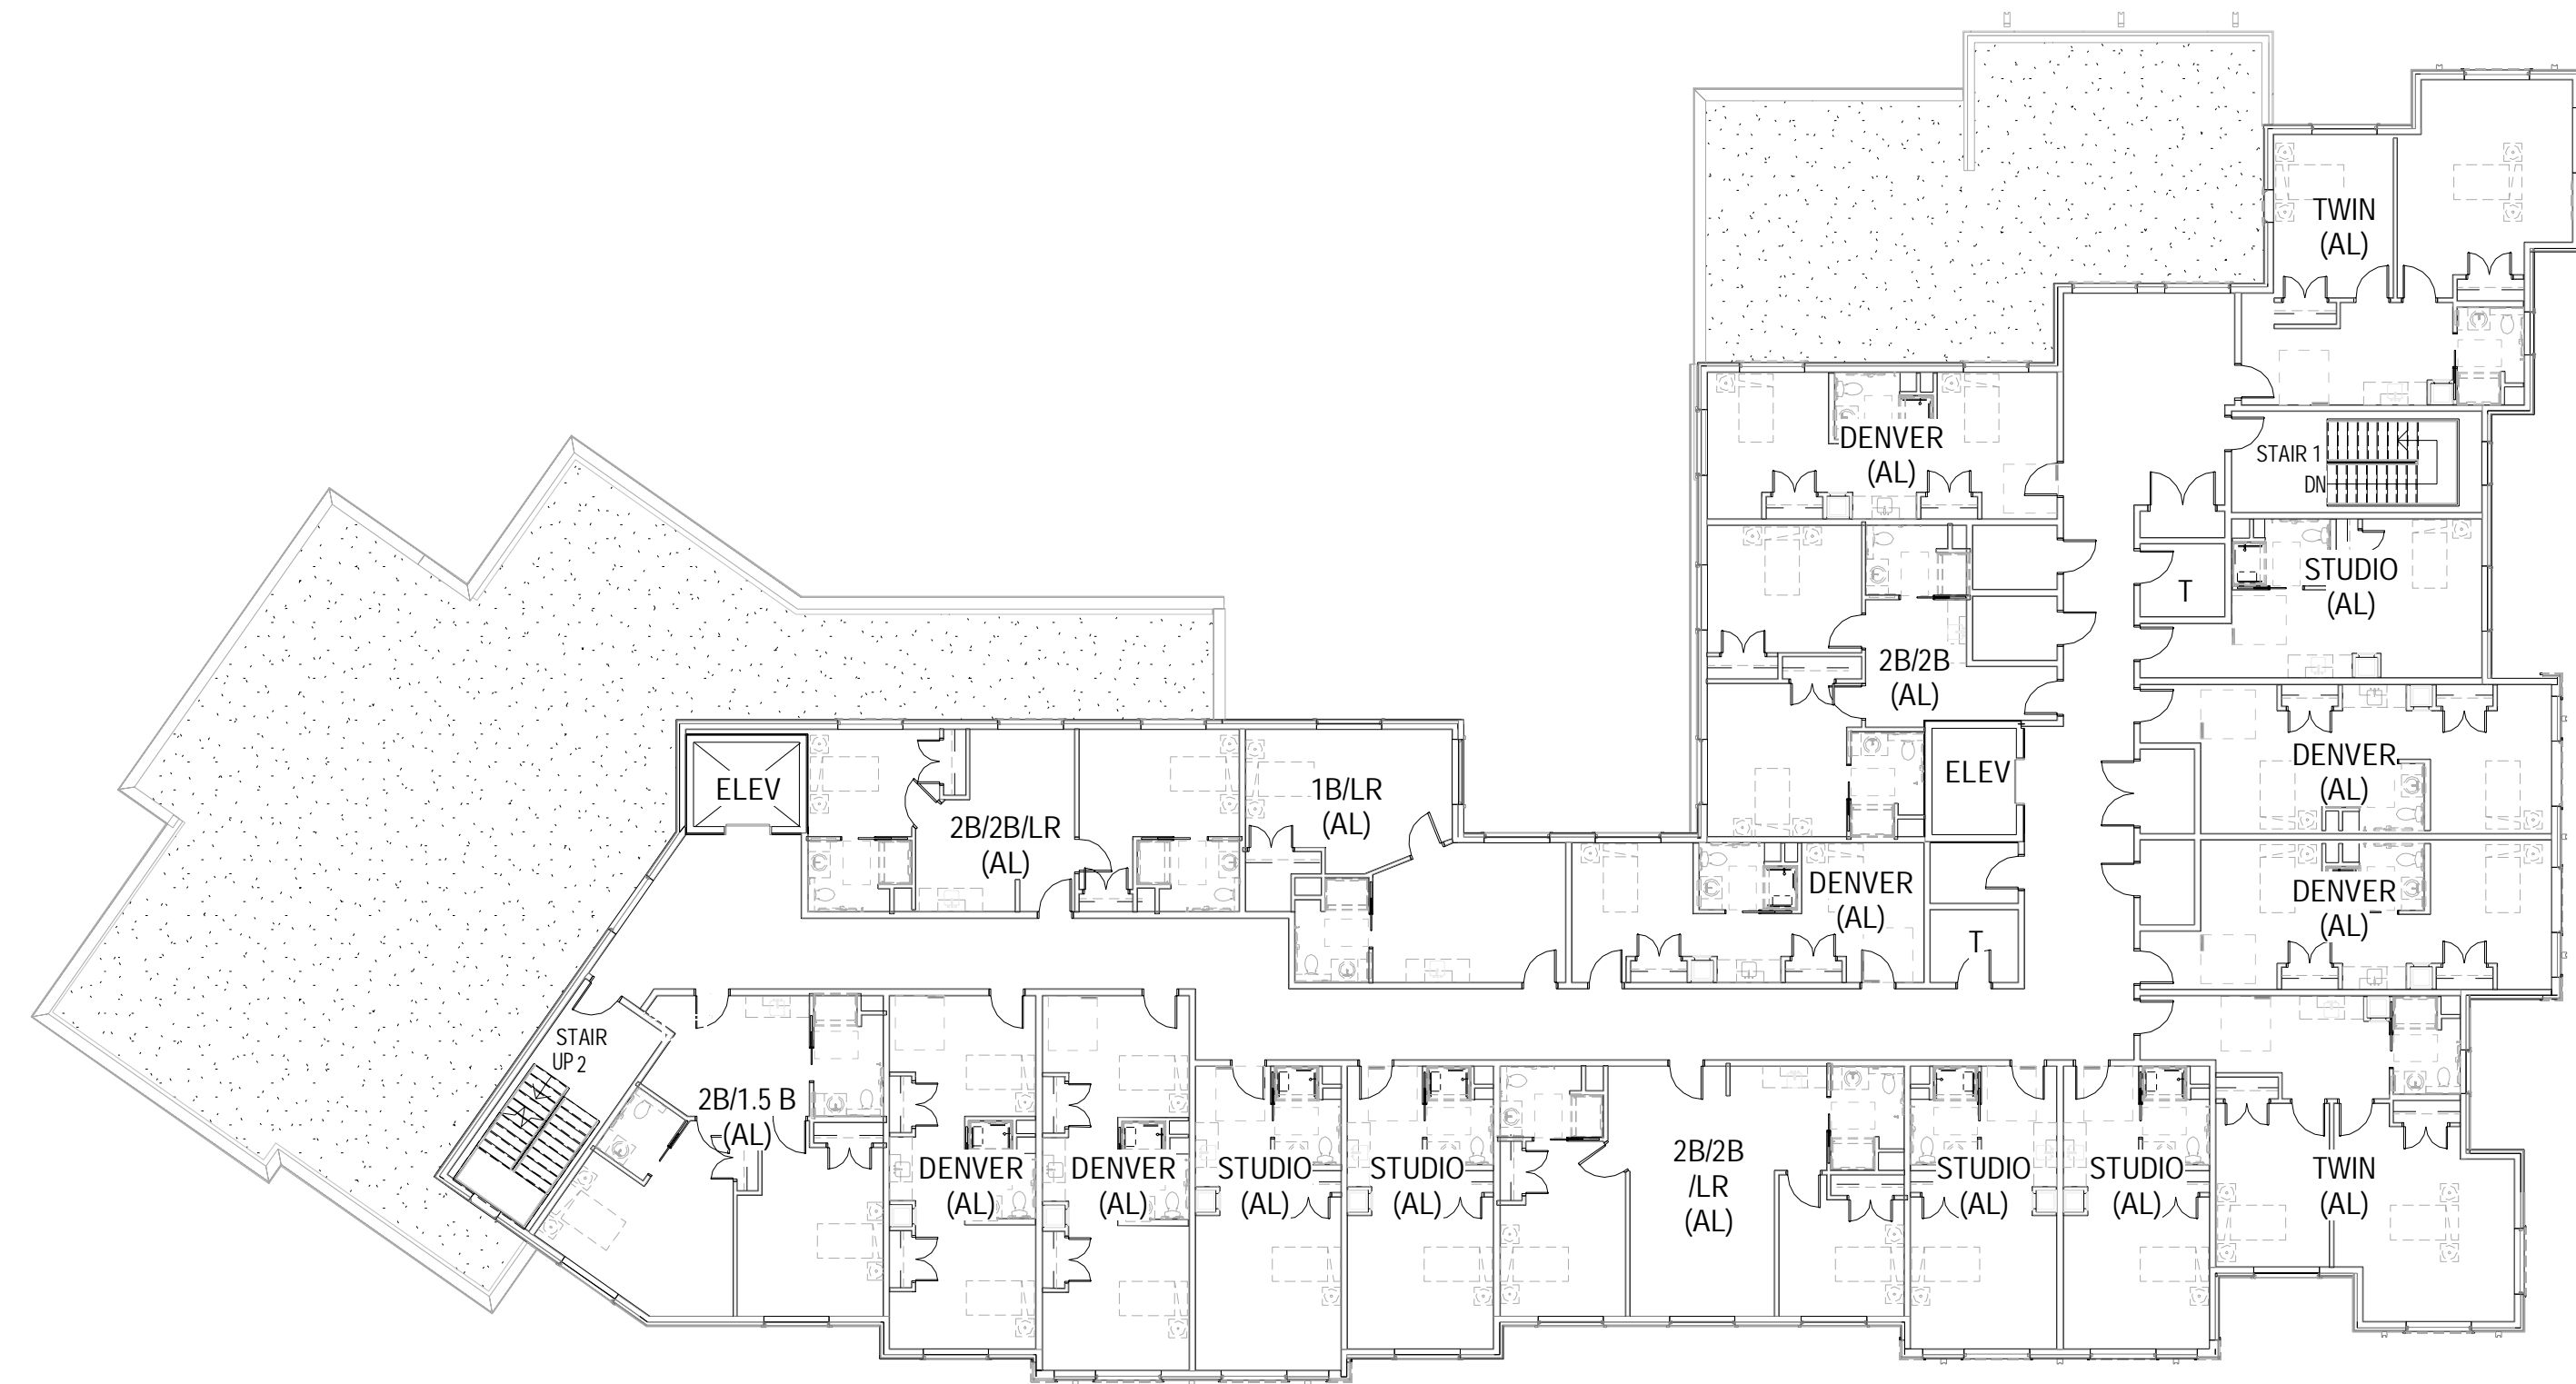 TWIN
(AL)
DENVER
(AL)
STAIR 1
DN
STUDIO
(AL)
T
2B/2B
(AL)
ELEV
DENVER
(AL)
ELEV
2B/2B/LR
(AL)
1B/LR
(AL)
DENVER
(AL)
T
DENVER
(AL)
STAIR
UP 2
2B/1.5 B
(AL)
DENVER
(AL)
DENVER
(AL)
STUDIO
(AL)
STUDIO
(AL)
2B/2B
/LR
(AL)
STUDIO
(AL)
STUDIO
(AL)
TWIN
(AL)